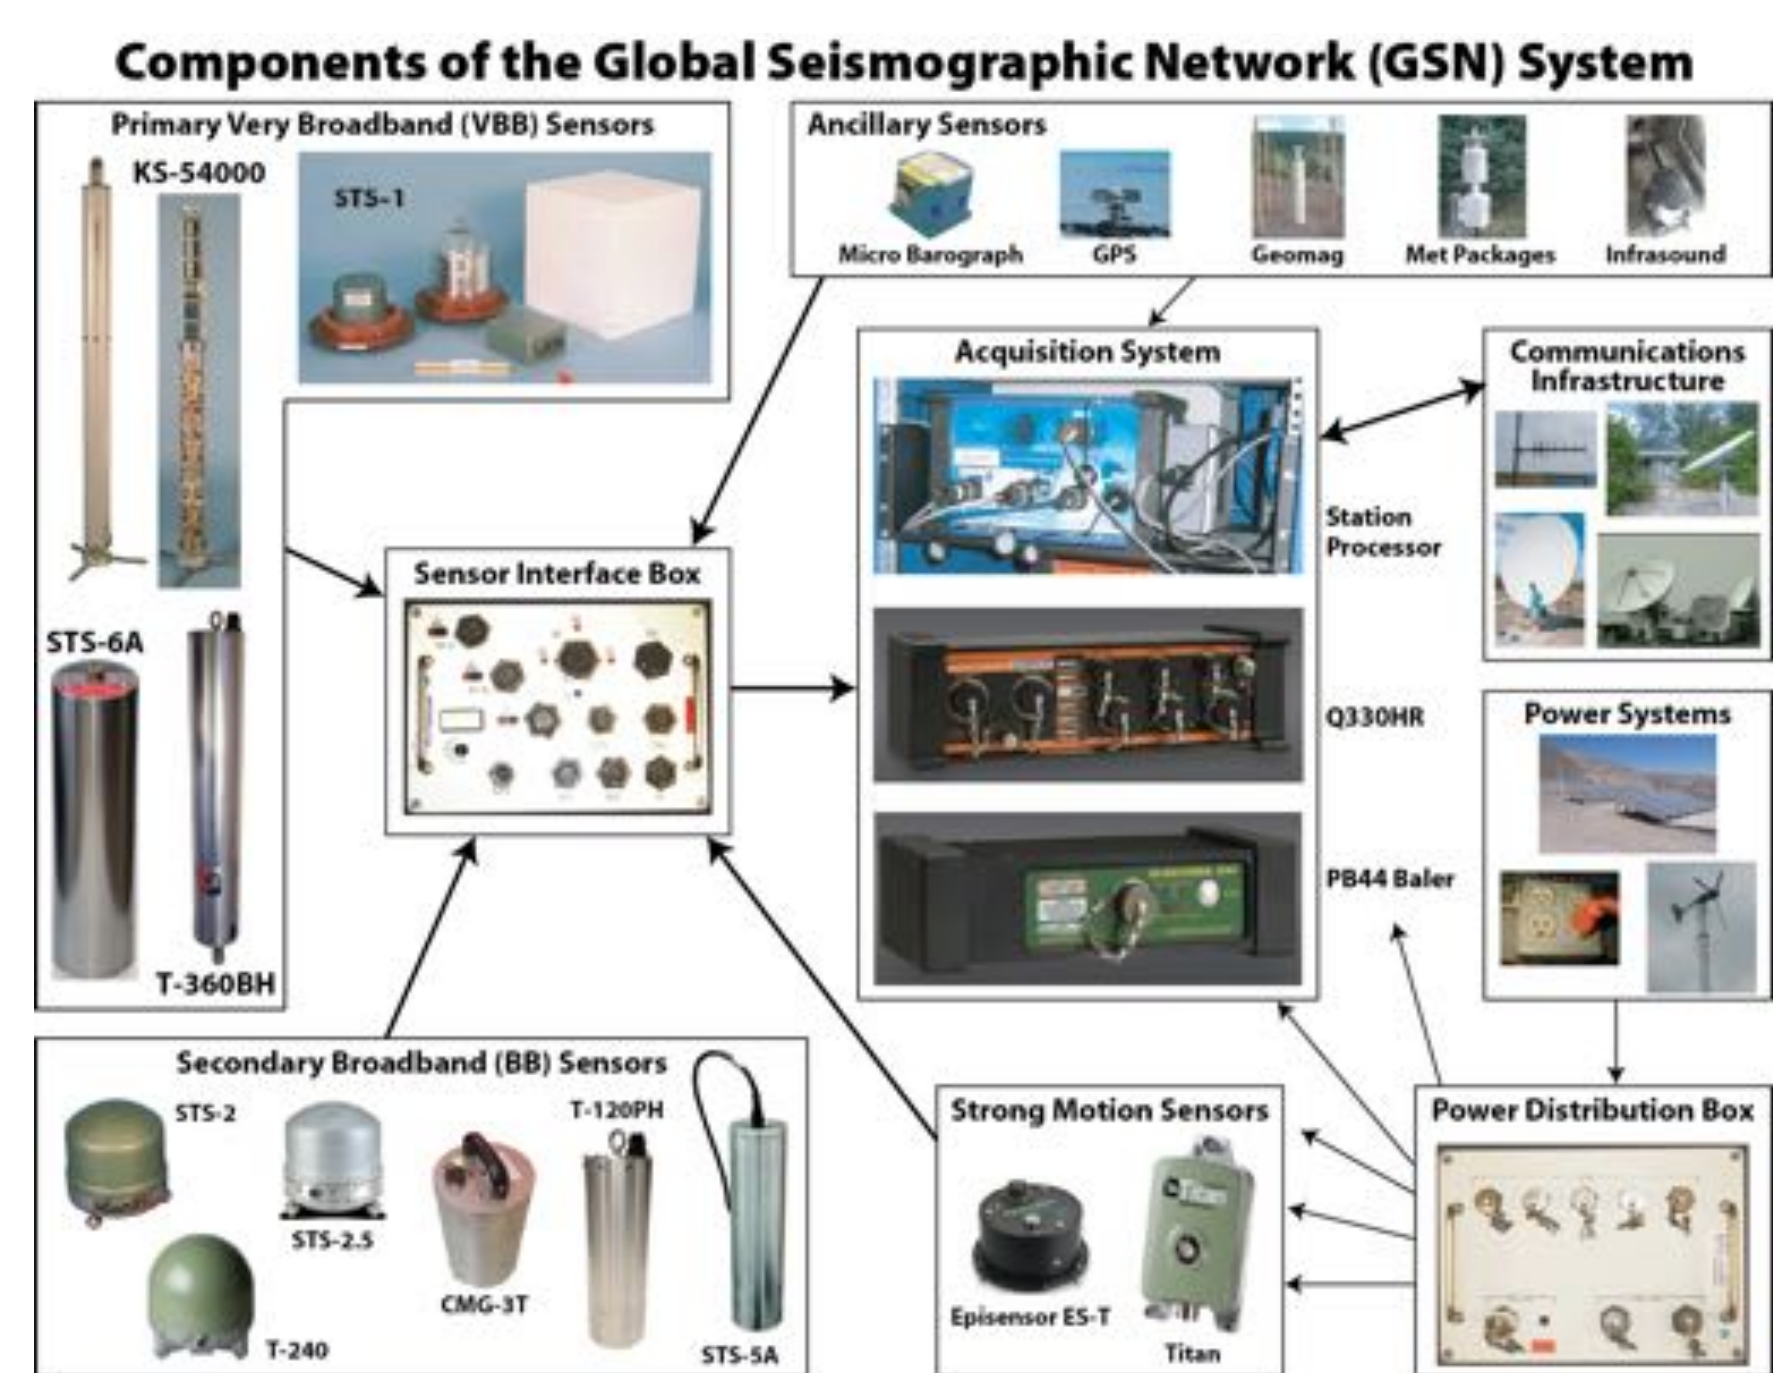 Components of the Global Seismographic Network (GSN) System
Primary Very Broadband (VBB) Sensors
KS-54000
STS-1
STS-6A
T-360BH
Ancillary Sensors
Micro Barograph
GPS
Geomag
Met Packages
Infrasound
Sensor Interface Box
Acquisition System
Station
Processor
Q330HR
PB44 Baler
Communications
Infrastructure
Power Systems
Secondary Broadband (BB) Sensors
STS-2
STS-2.5
T-240
CMG-3T
T-120PH
STS-5A
Strong Motion Sensors
Episensor ES-T
Titan
Power Distribution Box